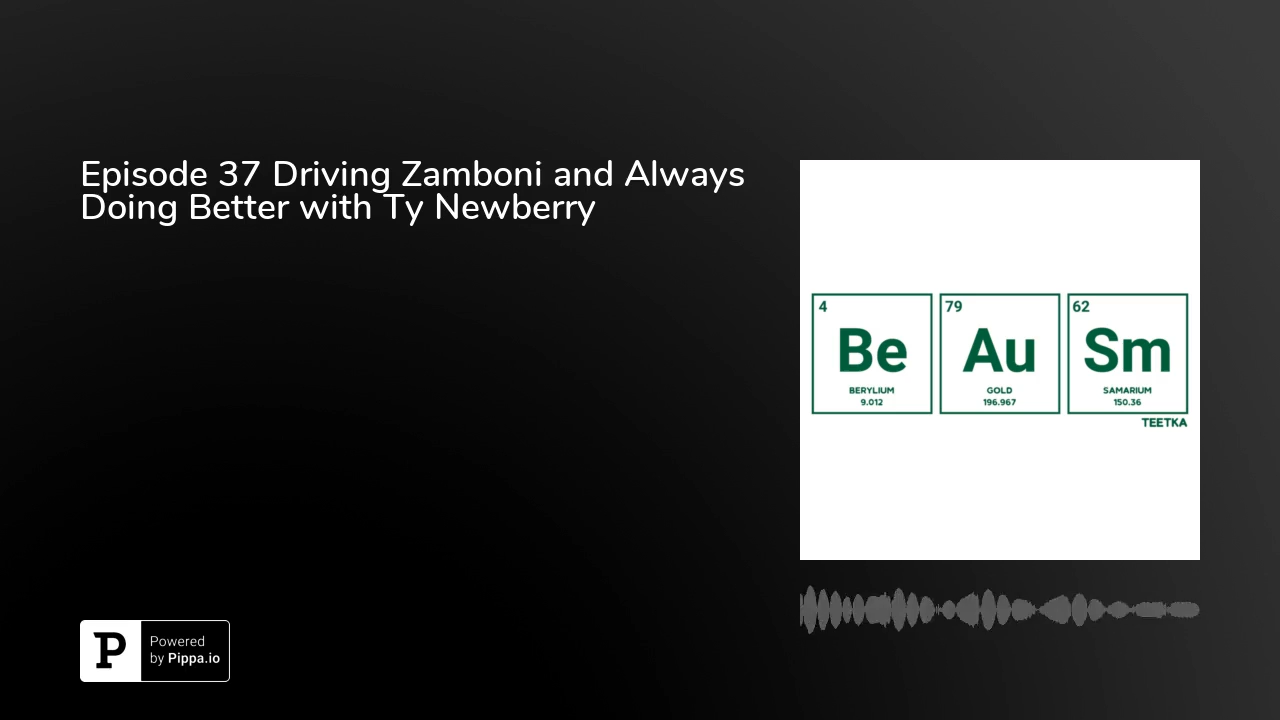 Episode 37 Driving Zamboni and Always
Doing Better with Ty Newberry
4
Be
BERYLIUM
9.012
79
Au
GOLD
196.967
62
Sm
SAMARIUM
150.36
TEETKA
P
Powered
by Pippa.io